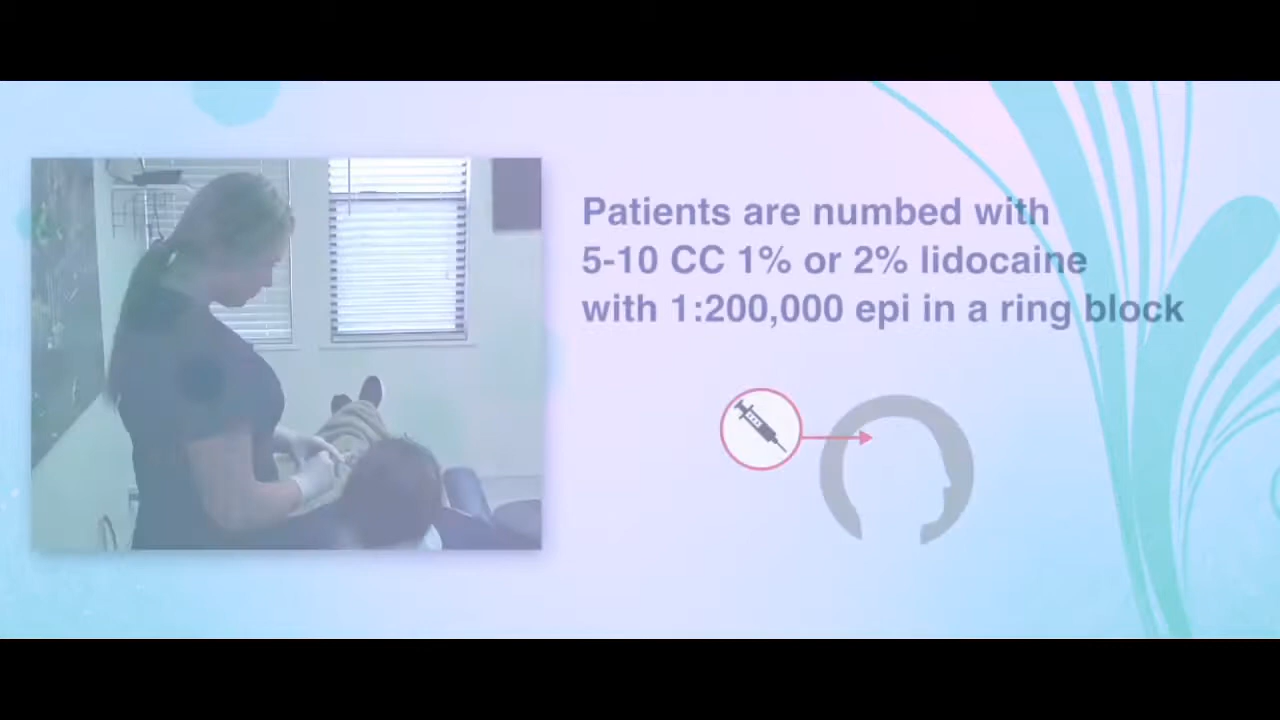 Patients are numbed with
5-10 CC 1% or 2% lidocaine
with 1:200,000 epi in a ring block